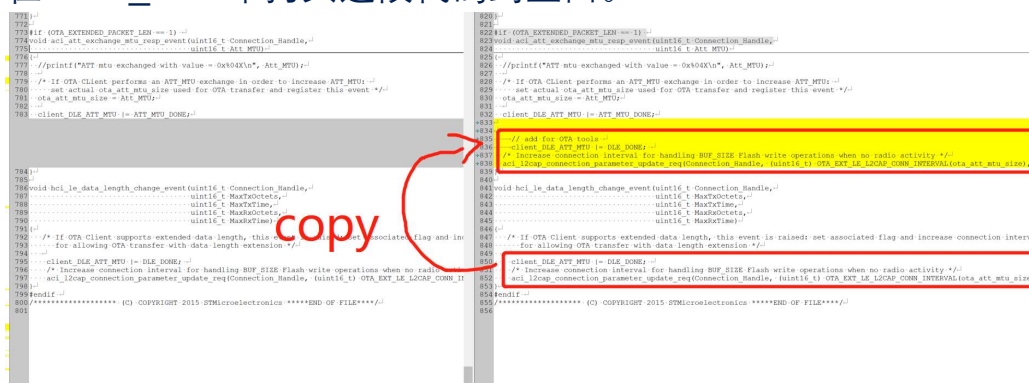 771 }
772
773 #if (OTA_EXTENDED_PACKET_LEN == 1)
774 void aci_att_exchange_mtu_resp_event(uint16_t Connection_Handle,
775 uint16_t Att_MTU)
776 {
777 //printf("ATT mtu exchanged with value = 0x%04X\n", Att_MTU);
778
779 /* If OTA CLient performs an ATT_MTU exchange in order to increase ATT_MTU:
780 set actual ota_att_mtu_size used for OTA transfer and register this event */
781 ota_att_mtu_size = Att_MTU;
782
783 client_DLE_ATT_MTU |= ATT_MTU_DONE;
784 }
785
786 void hci_le_data_length_change_event(uint16_t Connection_Handle,
787 uint16_t MaxTxOctets,
788 uint16_t MaxTxTime,
789 uint16_t MaxRxOctets,
790 uint16_t MaxRxTime)
791 {
792 /* If OTA Client supports extended data length, this
793 for allowing OTA transfer with data length extension */
794
795 client_DLE_ATT_MTU |= DLE_DONE;
796 /* Increase connection interval for handling BUF_SIZE Flash write operations when no radio
797 aci_l2cap_connection_parameter_update_req(Connection_Handle, (uint16_t) OTA_EXT_LE_L2CAP_CONN_I
798 }
799 #endif
800 /******************* (C) COPYRIGHT 2015 STMicroelectronics *****END OF FILE****/
801
copy
820 }
821
822 #if (OTA_EXTENDED_PACKET_LEN == 1)
823 void aci_att_exchange_mtu_resp_event(uint16_t Connection_Handle,
824 uint16_t Att_MTU)
825 {
826 //printf("ATT mtu exchanged with value = 0x%04X\n", Att_MTU);
827
828 /* If OTA CLient performs an ATT_MTU exchange in order to increase ATT_MTU:
829 set actual ota_att_mtu_size used for OTA transfer and register this event */
830 ota_att_mtu_size = Att_MTU;
831
832 client_DLE_ATT_MTU |= ATT_MTU_DONE;
+833
+834
+835 // add for OTA tools
+836 client_DLE_ATT_MTU |= DLE_DONE;
+837 /* Increase connection interval for handling BUF_SIZE Flash write operations when no radio activity */
+838 aci_l2cap_connection_parameter_update_req(Connection_Handle, (uint16_t) OTA_EXT_LE_L2CAP_CONN_INTERVAL(ota_att_mtu_size),
839 }
840
841 void hci_le_data_length_change_event(uint16_t Connection_Handle,
842 uint16_t MaxTxOctets,
843 uint16_t MaxTxTime,
844 uint16_t MaxRxOctets,
845 uint16_t MaxRxTime)
846 {
847 /* If OTA Client supports extended data length, this event is raised: set associated flag and increase connection interv
848 for allowing OTA transfer with data length extension */
849
850 client_DLE_ATT_MTU |= DLE_DONE;
851 /* Increase connection interval for handling BUF_SIZE Flash write operations when no radio activity */
852 aci_l2cap_connection_parameter_update_req(Connection_Handle, (uint16_t) OTA_EXT_LE_L2CAP_CONN_INTERVAL(ota_att_mtu_size
853 }
854 #endif
855 /******************* (C) COPYRIGHT 2015 STMicroelectronics *****END OF FILE****/
856